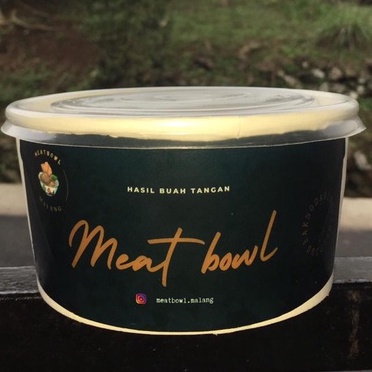 MEATBOWL
MALANG
HASIL BUAH TANGAN
Meat bowl
meatbowl.malang